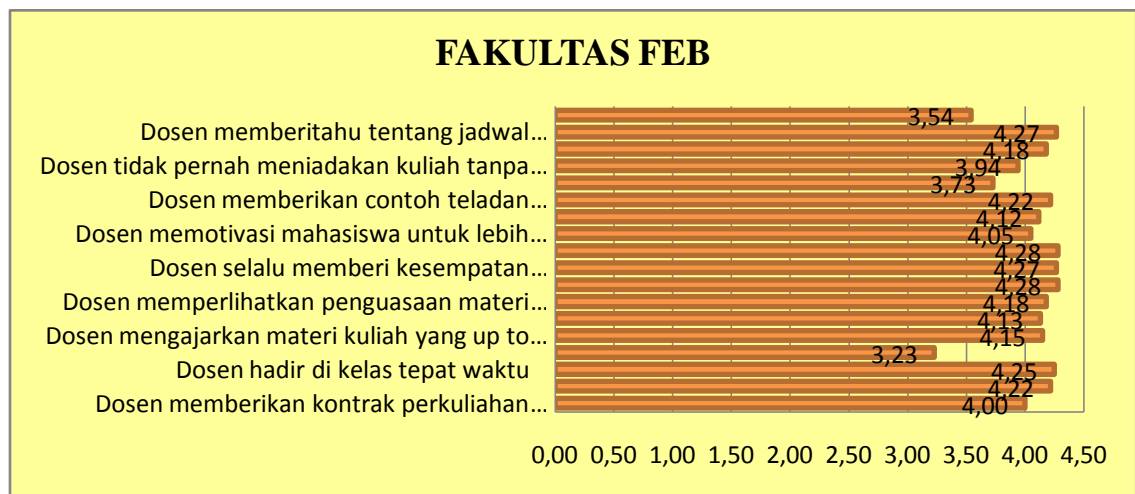 FAKULTAS FEB
3,54
Dosen memberitahu tentang jadwal... 4,27
4,18
Dosen tidak pernah meniadakan kuliah tanpa... 3,94
3,73
Dosen memberikan contoh teladan... 4,22
4,12
Dosen memotivasi mahasiswa untuk lebih... 4,05
4,28
Dosen selalu memberi kesempatan... 4,27
4,28
Dosen memperlihatkan penguasaan materi... 4,18
4,13
Dosen mengajarkan materi kuliah yang up to... 4,15
3,23
Dosen hadir di kelas tepat waktu 4,25
4,22
Dosen memberikan kontrak perkuliahan... 4,00
0,00 0,50 1,00 1,50 2,00 2,50 3,00 3,50 4,00 4,50